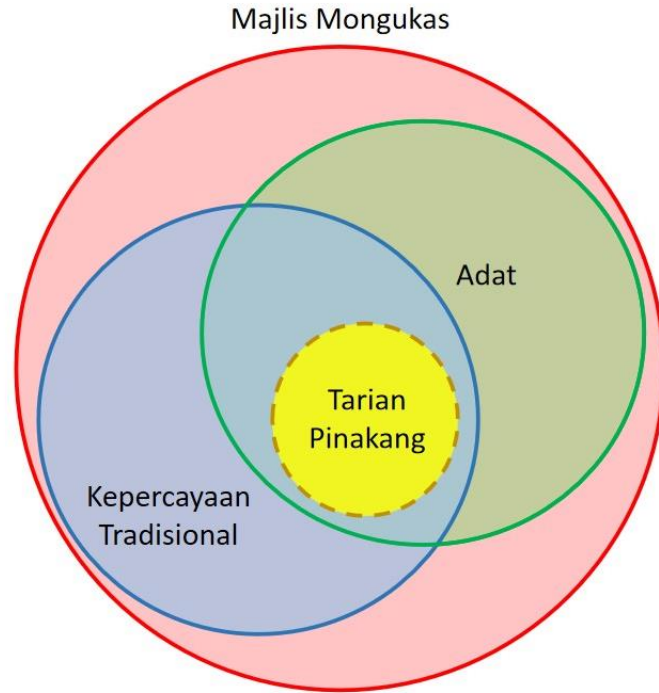 Majlis Mongukas
Adat
Tarian
Pinakang
Kepercayaan
Tradisional